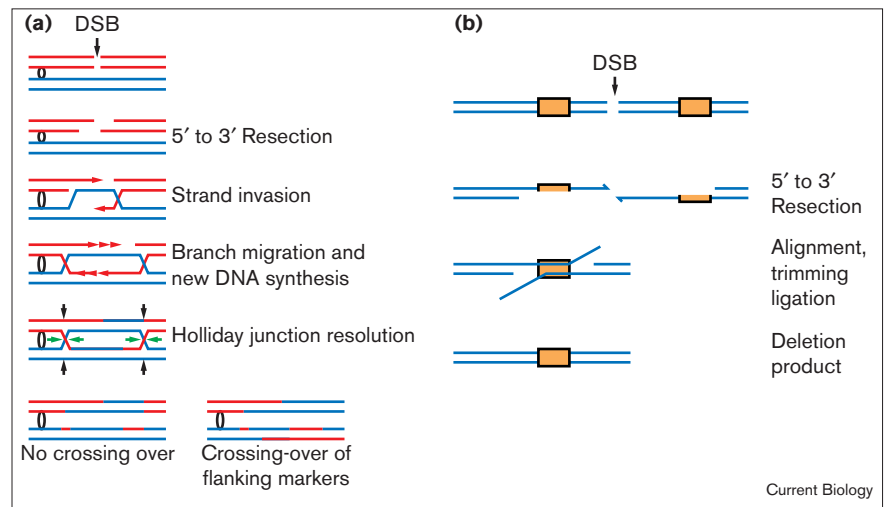 (a)
DSB
5′ to 3′ Resection
Strand invasion
Branch migration and
new DNA synthesis
Holliday junction resolution
No crossing over
Crossing-over of
flanking markers
(b)
DSB
5′ to 3′
Resection
Alignment,
trimming
ligation
Deletion
product
Current Biology